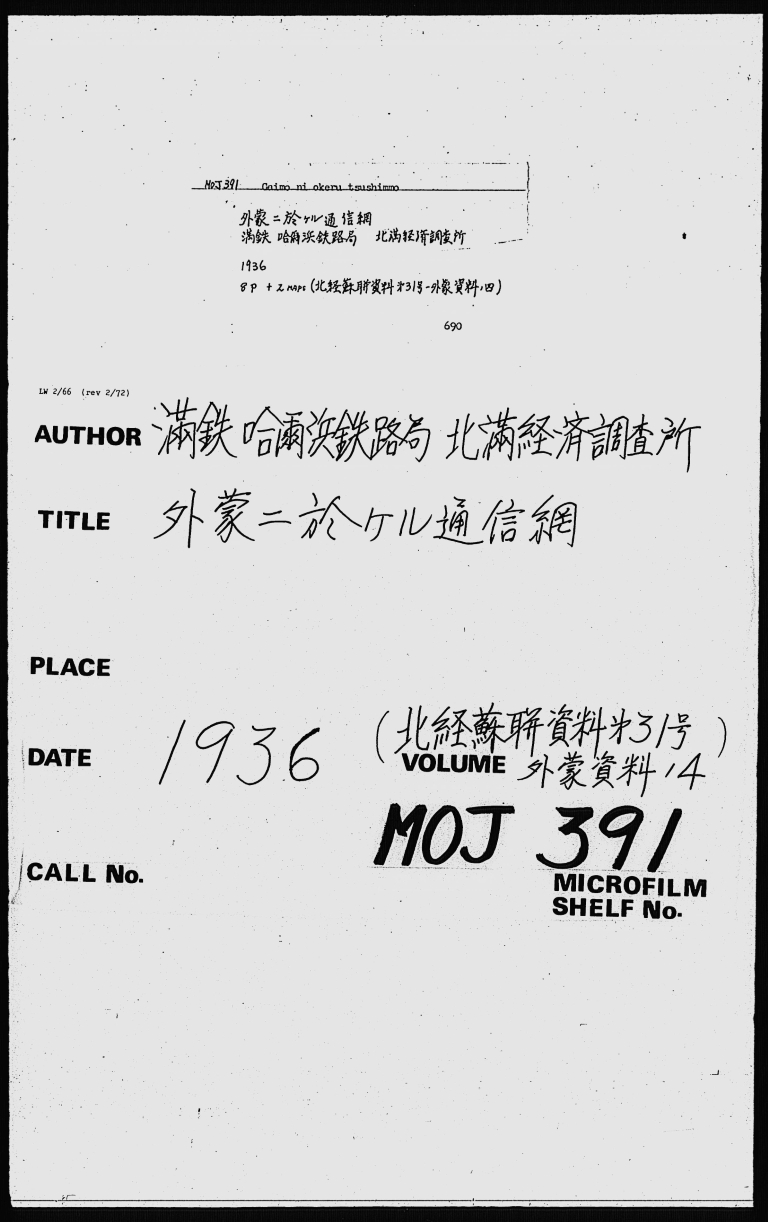 MOJ 391 Gaimo ni okeru tsushimmo
外蒙ニ於ケル通信網
満鉄 哈爾浜鉄路局 北満経済調査所
1936
8 P + 2 MAPS (北経蘇聯資料第31号-外蒙資料,四)
690
LW 2/66 (rev 2/72)
AUTHOR 満鉄哈爾浜鉄路局 北満経済調査所
TITLE 外蒙ニ於ケル通信網
PLACE
DATE 1936
(北経蘇聯資料第31号)
VOLUME 外蒙資料,4
MOJ 391
CALL No.
MICROFILM
SHELF No.